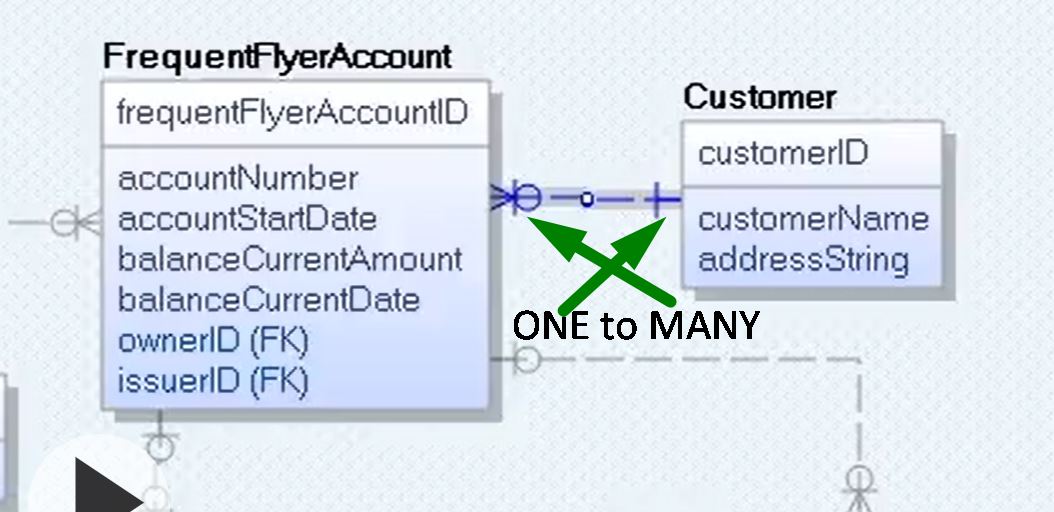 FrequentFlyerAccount
frequentFlyerAccountID
accountNumber
accountStartDate
balanceCurrentAmount
balanceCurrentDate
ownerID (FK)
issuerID (FK)
Customer
customerID
customerName
addressString
ONE to MANY